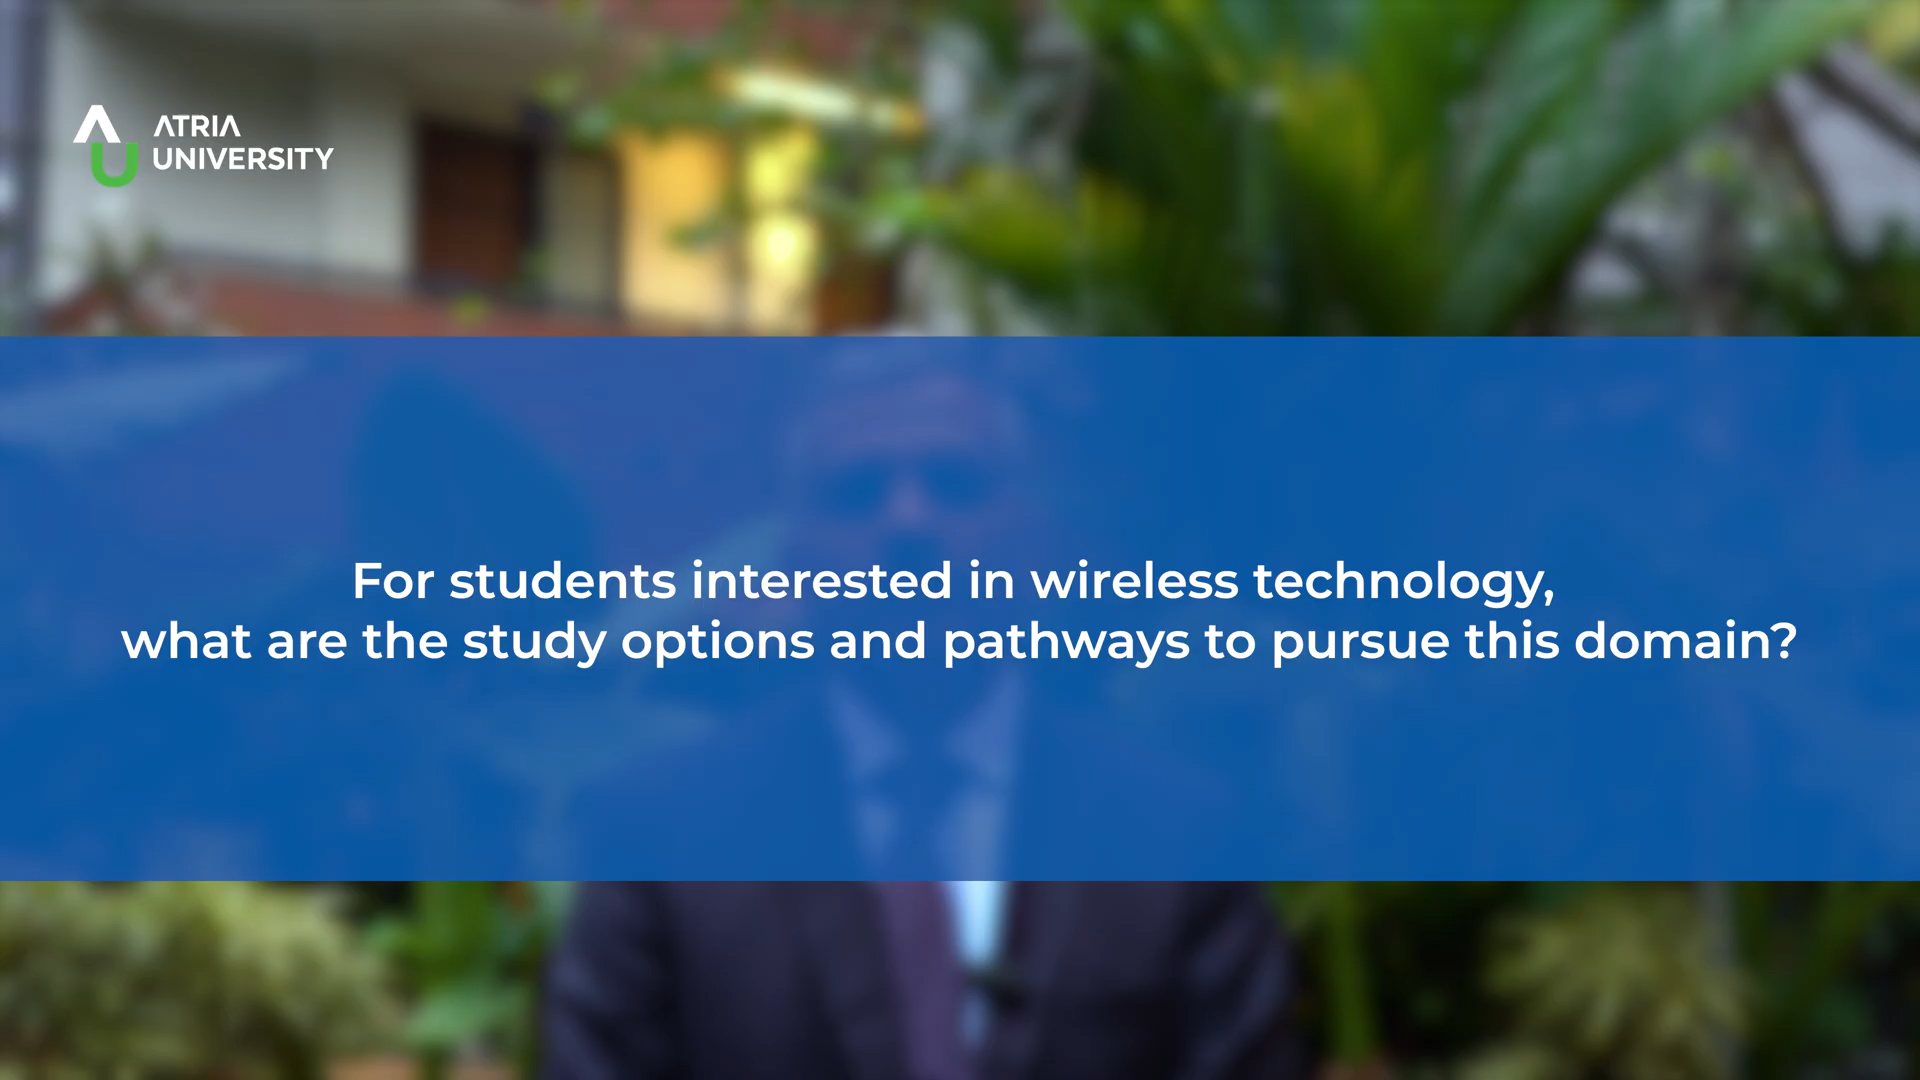 ATRIA
UNIVERSITY
For students interested in wireless technology,
what are the study options and pathways to pursue this domain?